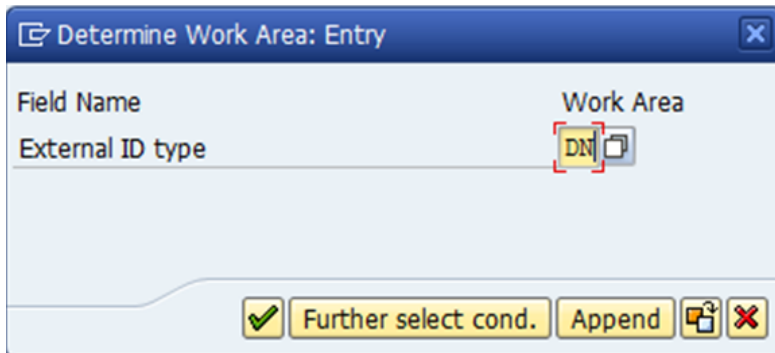 Determine Work Area: Entry
Field Name Work Area
External ID type DN
Further select cond. Append